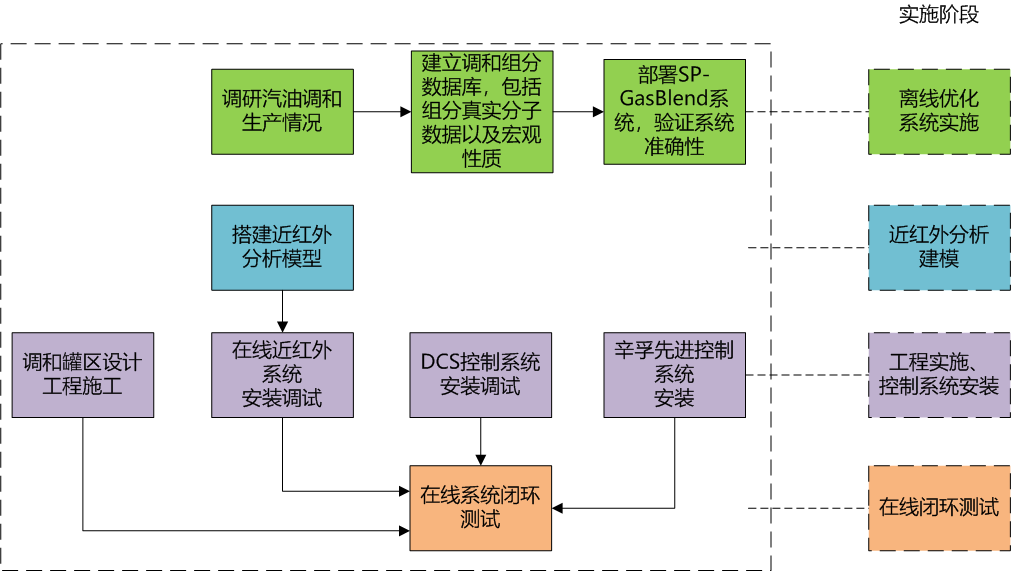 实施阶段
调研汽油调和
生产情况
建立调和组分
数据库，包括
组分真实分子
数据以及宏观
性质
部署SP-
GasBlend系
统，验证系统
准确性
离线优化
系统实施
搭建近红外
分析模型
近红外分析
建模
调和罐区设计
工程施工
在线近红外
系统
安装调试
DCS控制系统
安装调试
辛孚先进控制
系统
安装
工程实施、
控制系统安装
在线系统闭环
测试
在线闭环测试